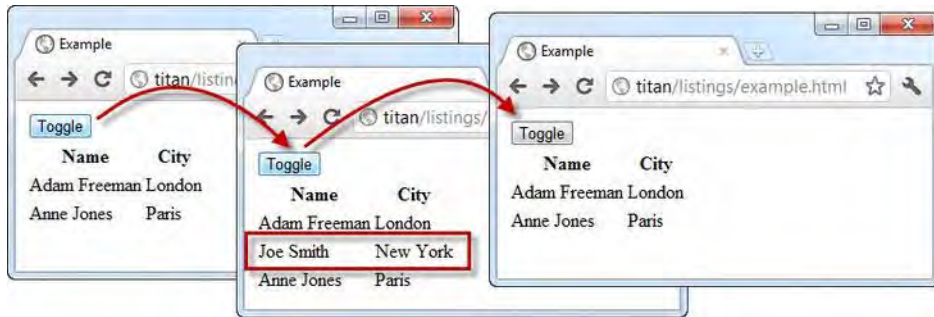 Example
titan/listin
Toggle
Name City
Adam Freeman London
Anne Jones Paris
Example
titan/listings/
Toggle
Name City
Adam Freeman London
Joe Smith New York
Anne Jones Paris
Example
titan/listings/example.html
Toggle
Name City
Adam Freeman London
Anne Jones Paris